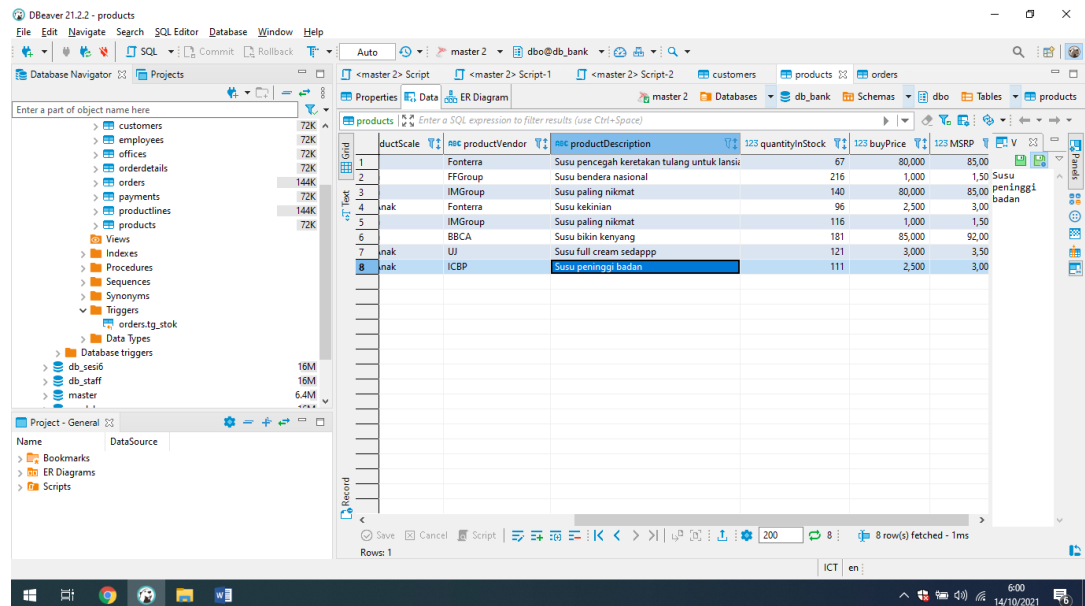 DBeaver 21.2.2 - products
File Edit Navigate Search SQL Editor Database Window Help
SQL Commit Rollback Auto master 2 dbo@db_bank
Database Navigator Projects
Enter a part of object name here
customers 72K
employees 72K
offices 72K
orderdetails 72K
orders 144K
payments 72K
productlines 144K
products 72K
Views
Indexes
Procedures
Sequences
Synonyms
Triggers
orders.tg_stok
Data Types
Database triggers
db_sesi6 16M
db_staff 16M
master 6.4M
Project - General
Name DataSource
Bookmarks
ER Diagrams
Scripts
<master 2> Script <master 2> Script-1 <master 2> Script-2 customers products orders
Properties Data ER Diagram master 2 Databases db_bank Schemas dbo Tables products
products Enter a SQL expression to filter results (use Ctrl+Space)
Grid Text Record
ductScale ABC productVendor ABC productDescription 123 quantityInStock 123 buyPrice 123 MSRP
1 Fonterra Susu pencegah keretakan tulang untuk lansia 67 80,000 85,00
2 FFGroup Susu bendera nasional 216 1,000 1,50
3 IMGroup Susu paling nikmat 140 80,000 85,00
4 Anak Fonterra Susu kekinian 96 2,500 3,00
5 IMGroup Susu paling nikmat 116 1,000 1,50
6 BBCA Susu bikin kenyang 181 85,000 92,00
7 Anak UJ Susu full cream sedappp 121 3,000 3,50
8 Anak ICBP Susu peninggi badan 111 2,500 3,00
V
Susu
peninggi
badan
Panels
Save Cancel Script 200 8 8 row(s) fetched - 1ms
Rows: 1
ICT en
6:00
14/10/2021
6